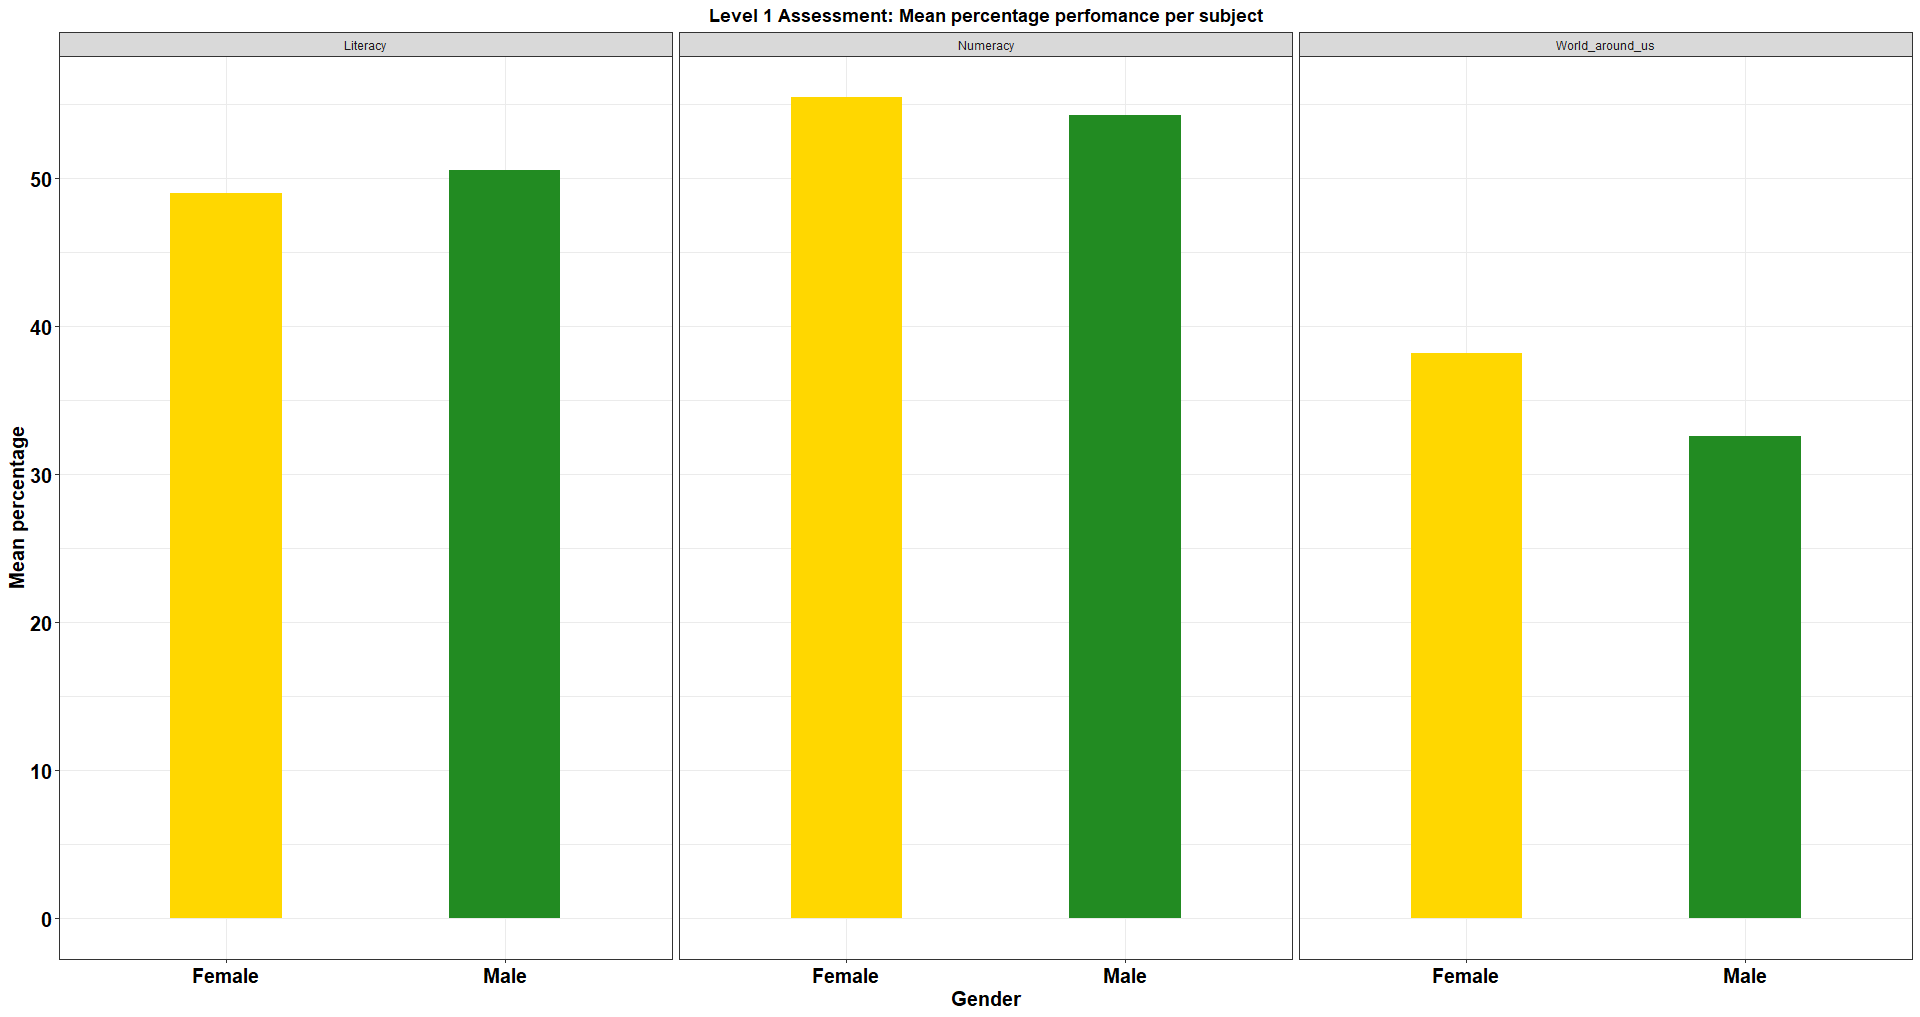 Level 1 Assessment: Mean percentage perfomance per subject
Literacy
Numeracy
World_around_us
Mean percentage
50
40
30
20
10
0
Female
Male
Female
Male
Female
Male
Gender